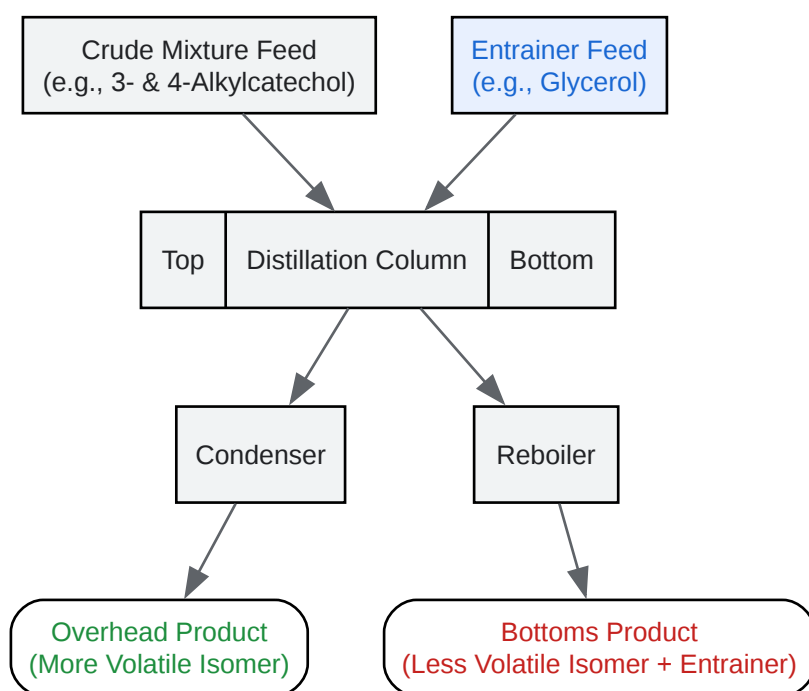 Crude Mixture Feed
(e.g., 3- & 4-Alkylcatechol)
Entrainer Feed
(e.g., Glycerol)
Top
Distillation Column
Bottom
Condenser
Reboiler
Overhead Product
(More Volatile Isomer)
Bottoms Product
(Less Volatile Isomer + Entrainer)